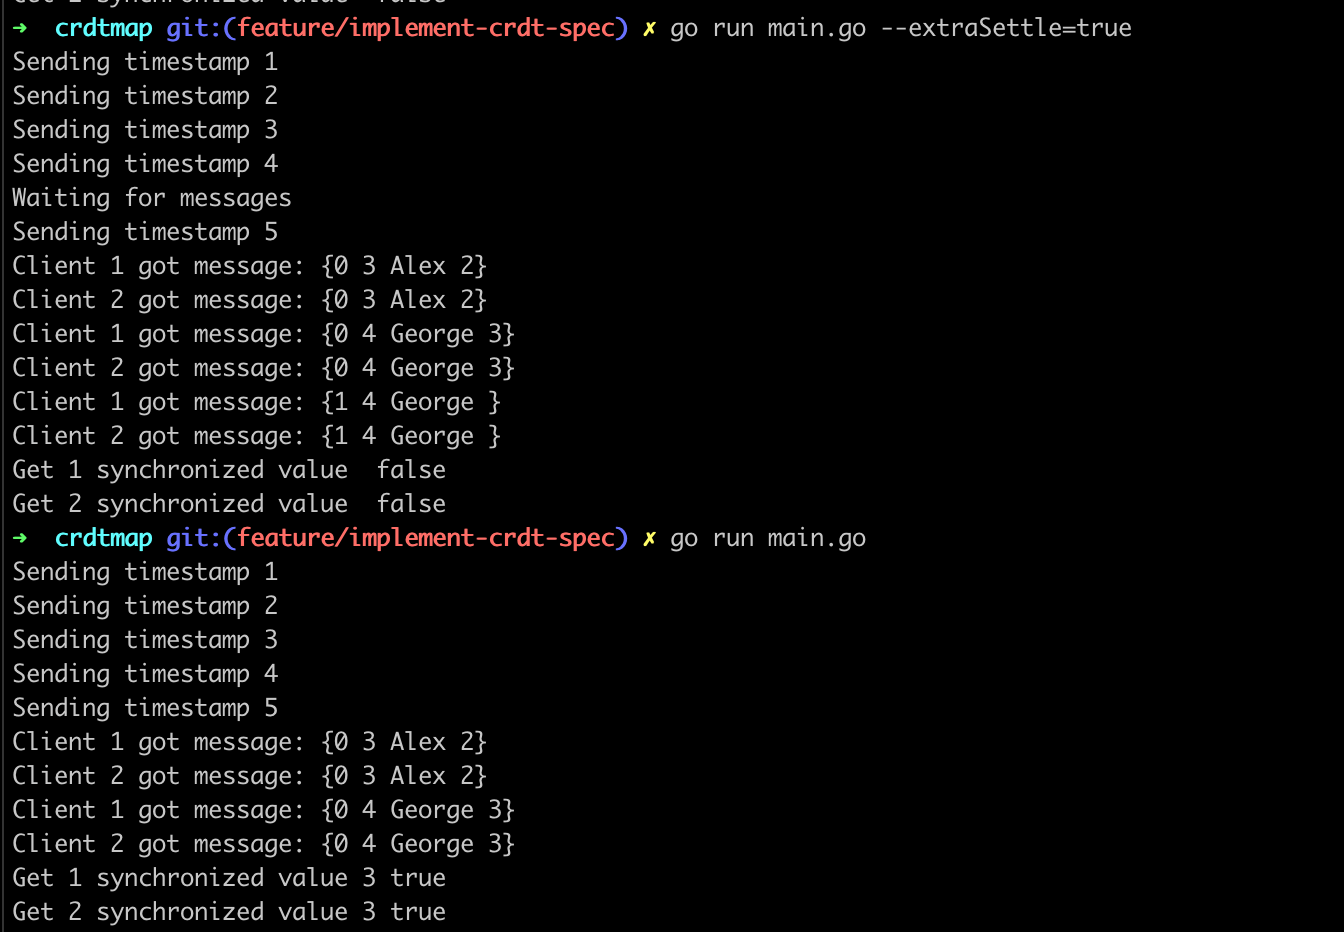 ➜  crdtmap git:(feature/implement-crdt-spec) ✗ go run main.go --extraSettle=true
Sending timestamp 1
Sending timestamp 2
Sending timestamp 3
Sending timestamp 4
Waiting for messages
Sending timestamp 5
Client 1 got message: {0 3 Alex 2}
Client 2 got message: {0 3 Alex 2}
Client 1 got message: {0 4 George 3}
Client 2 got message: {0 4 George 3}
Client 1 got message: {1 4 George }
Client 2 got message: {1 4 George }
Get 1 synchronized value  false
Get 2 synchronized value  false
➜  crdtmap git:(feature/implement-crdt-spec) ✗ go run main.go
Sending timestamp 1
Sending timestamp 2
Sending timestamp 3
Sending timestamp 4
Sending timestamp 5
Client 1 got message: {0 3 Alex 2}
Client 2 got message: {0 3 Alex 2}
Client 1 got message: {0 4 George 3}
Client 2 got message: {0 4 George 3}
Get 1 synchronized value 3 true
Get 2 synchronized value 3 true